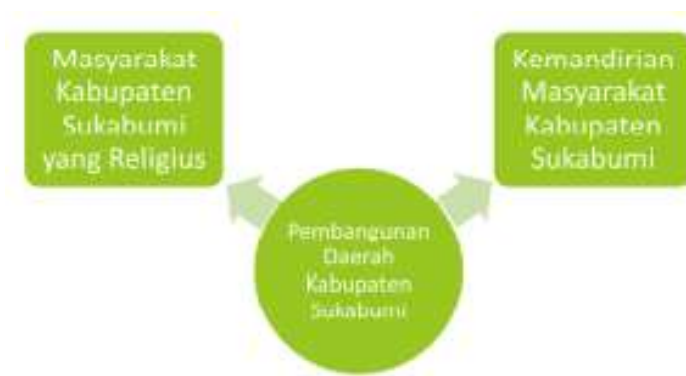 Masyarakat
Kabupaten
Sukabumi
yang Religius
Kemandirian
Masyarakat
Kabupaten
Sukabumi
Pembangunan
Daerah
Kabupaten
Sukabumi